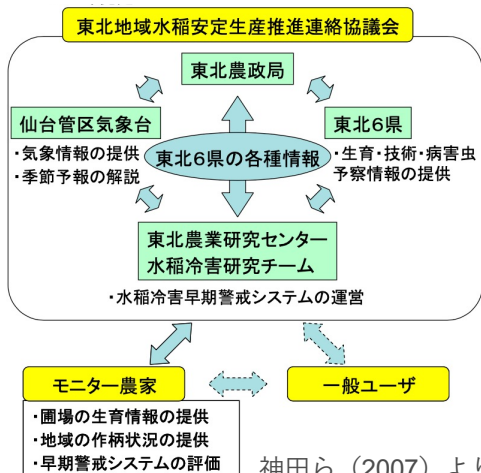 東北地域水稲安定生産推進連絡協議会
東北農政局
仙台管区気象台
東北6県
・気象情報の提供
・季節予報の解説
東北6県の各種情報
・生育・技術・病害虫
予察情報の提供
東北農業研究センター
水稲冷害研究チーム
・水稲冷害早期警戒システムの運営
モニター農家
一般ユーザ
・圃場の生育情報の提供
・地域の作柄状況の提供
・早期警戒システムの評価
神田ら（2007）より